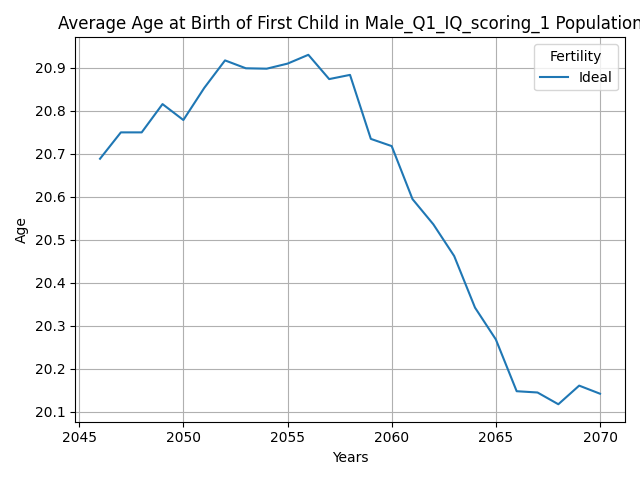 Average Age at Birth of First Child in Male_Q1_IQ_scoring_1 Population
Fertility
Ideal
Age
20.9
20.8
20.7
20.6
20.5
20.4
20.3
20.2
20.1
2045 2050 2055 2060 2065 2070
Years